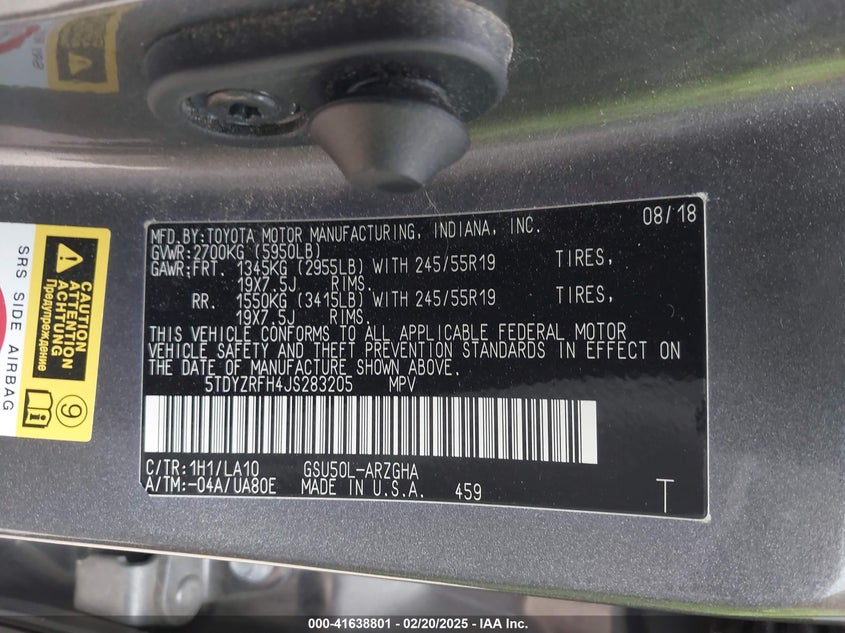 08/18
MFD.BY:TOYOTA MOTOR MANUFACTURING, INDIANA, INC.
GVWR:2700KG (5950LB)
GAWR:FRT. 1345KG (2955LB) WITH 245/55R19 TIRES,
19X7.5J RIMS.
RR. 1550KG (3415LB) WITH 245/55R19 TIRES,
19X7.5J RIMS.
THIS VEHICLE CONFORMS TO ALL APPLICABLE FEDERAL MOTOR
VEHICLE SAFETY AND THEFT PREVENTION STANDARDS IN EFFECT ON
THE DATE OF MANUFACTURE SHOWN ABOVE.
5TDYZRFH4JS283205 MPV
C/TR:1H1/LA10 GSU50L-ARZGHA
A/TM:-04A/UA80E MADE IN U.S.A. 459
T
CAUTION
ATTENTION
ACHTUNG
Предупреждение
9
SRS SIDE AIRBAG
000-41638801 / 02/20/2025 — IAA Inc.